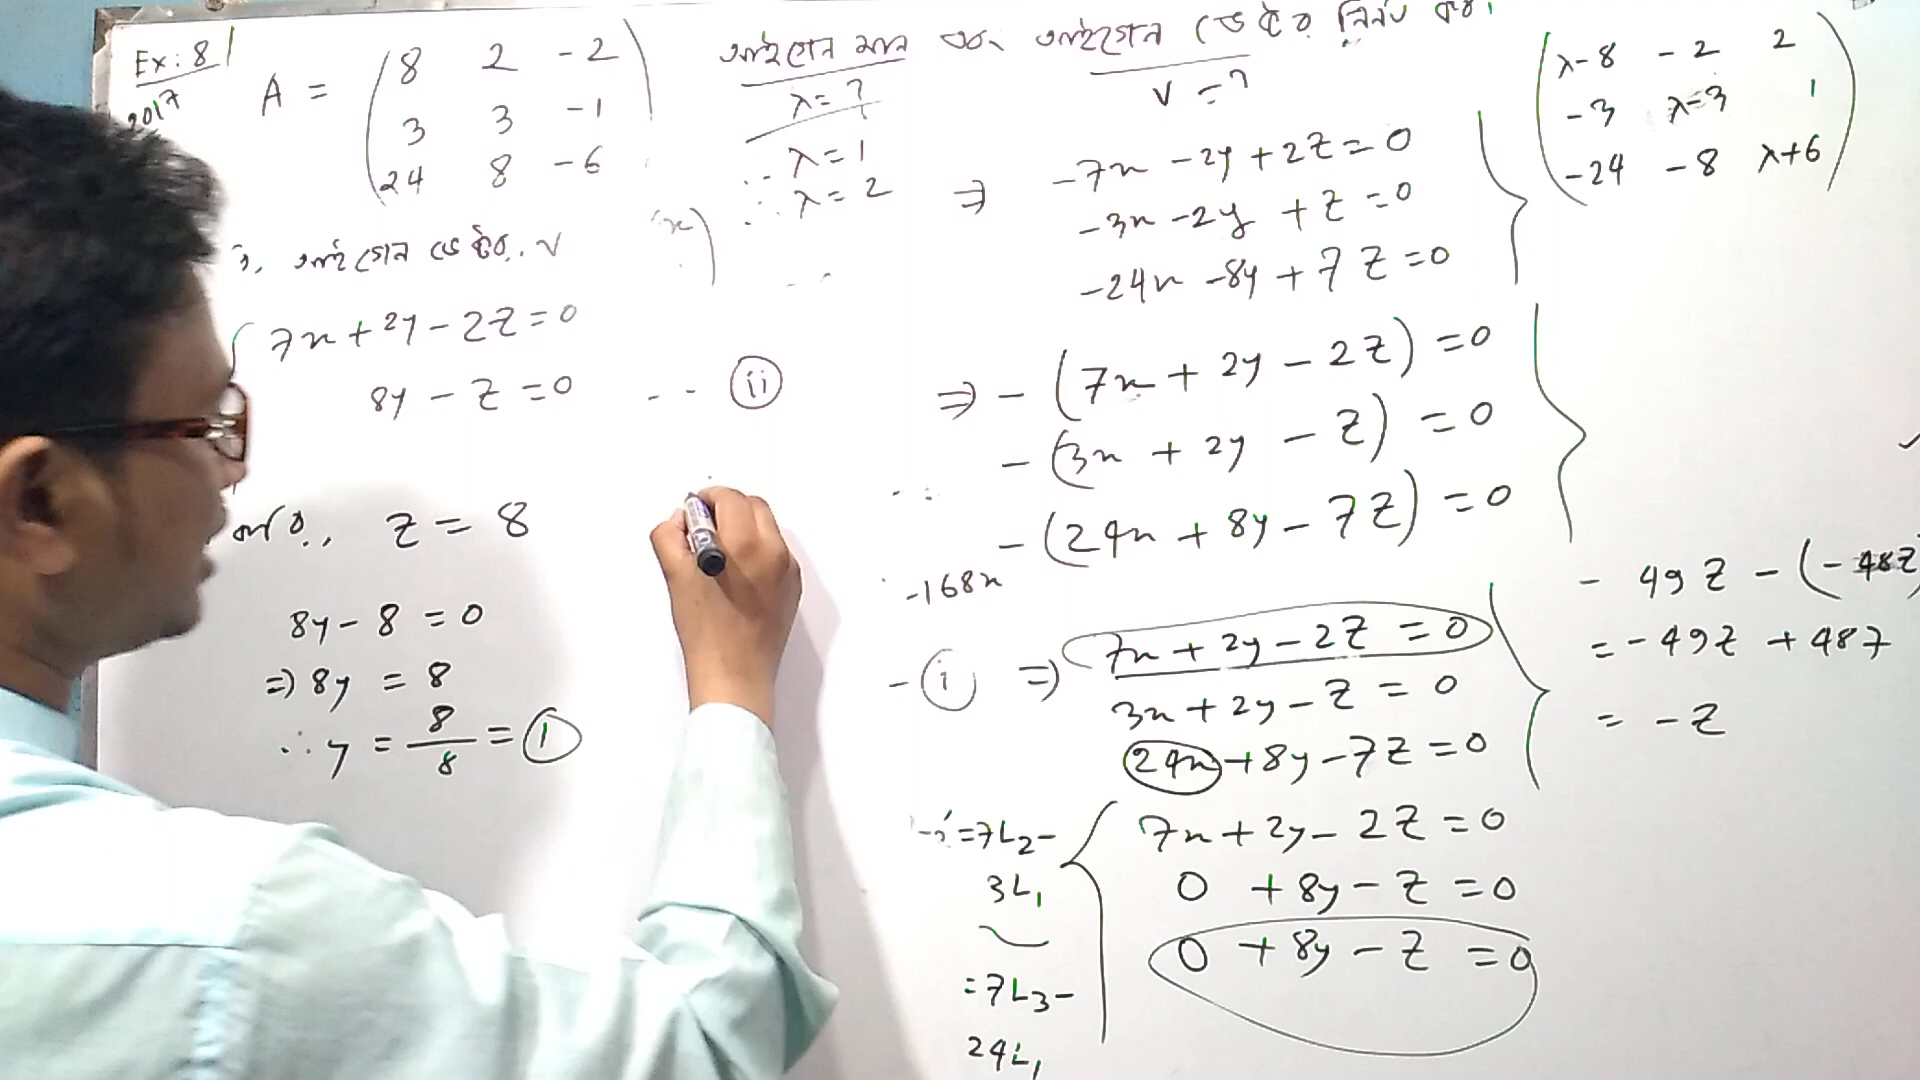 Ex: 8
2017
A = (8 2 -2
3 3 -1
24 8 -6)
আইগেন মান এবং আইগেন ভেক্টর নির্ণয় কর।
λ = ?
v = ?
∴ λ = 1
∴ λ = 2
(λ-8 -2 2
-3 λ-3 1
-24 -8 λ+6)
আইগেন ভেক্টর, v
7x + 2y - 2z = 0
8y - z = 0 -- (ii)
z = 8
8y - 8 = 0
⇒ 8y = 8
∴ y = 8/8 = 1
⇒ -7x - 2y + 2z = 0
-3x - 2y + z = 0
-24x - 8y + 7z = 0
⇒ -(7x + 2y - 2z) = 0
-(3x + 2y - z) = 0
-(24x + 8y - 7z) = 0
-168x
- (i) ⇒ 7x + 2y - 2z = 0
3x + 2y - z = 0
24x + 8y - 7z = 0
= 7L2 - 3L1
= 7L3 - 24L1
7x + 2y - 2z = 0
0 + 8y - z = 0
0 + 8y - z = 0
- 49z - (-48z)
= -49z + 48z
= -z